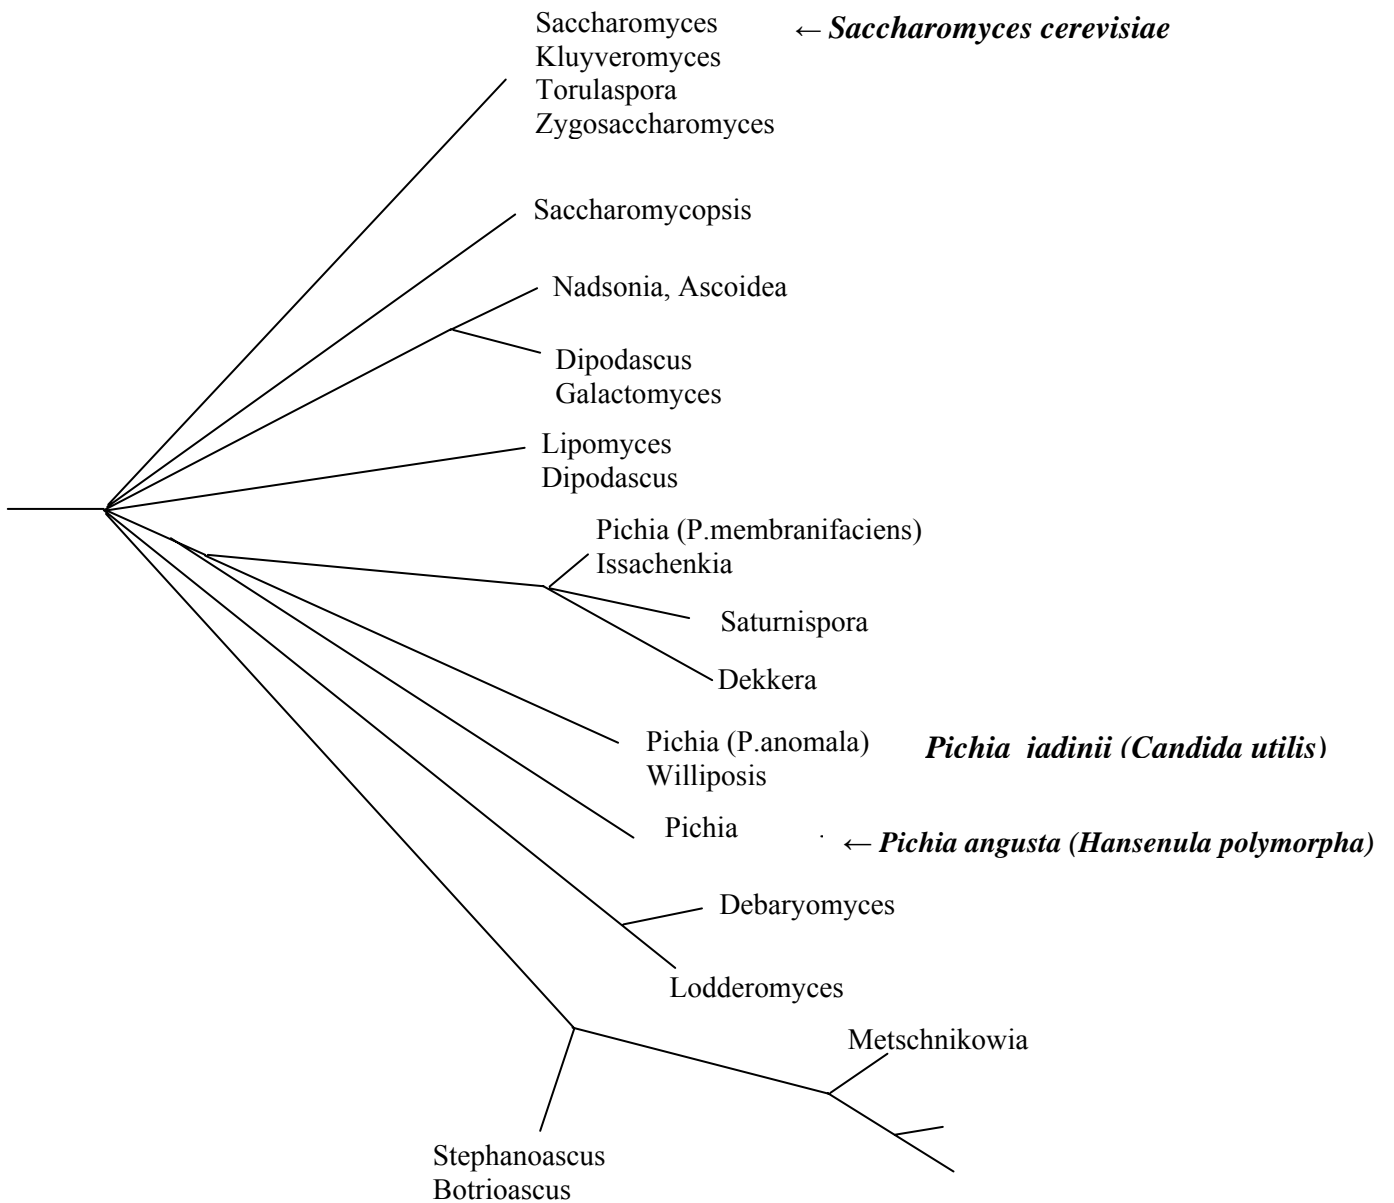 Saccharomyces ← Saccharomyces cerevisiae
Kluyveromyces
Torulaspora
Zygosaccharomyces
Saccharomycopsis
Nadsonia, Ascoidea
Dipodascus
Galactomyces
Lipomyces
Dipodascus
Pichia (P.membranifaciens)
Issachenkia
Saturnispora
Dekkera
Pichia (P.anomala) Pichia jadinii (Candida utilis)
Williposis
Pichia ← Pichia angusta (Hansenula polymorpha)
Debaryomyces
Lodderomyces
Metschnikowia
Stephanoascus
Botrioascus